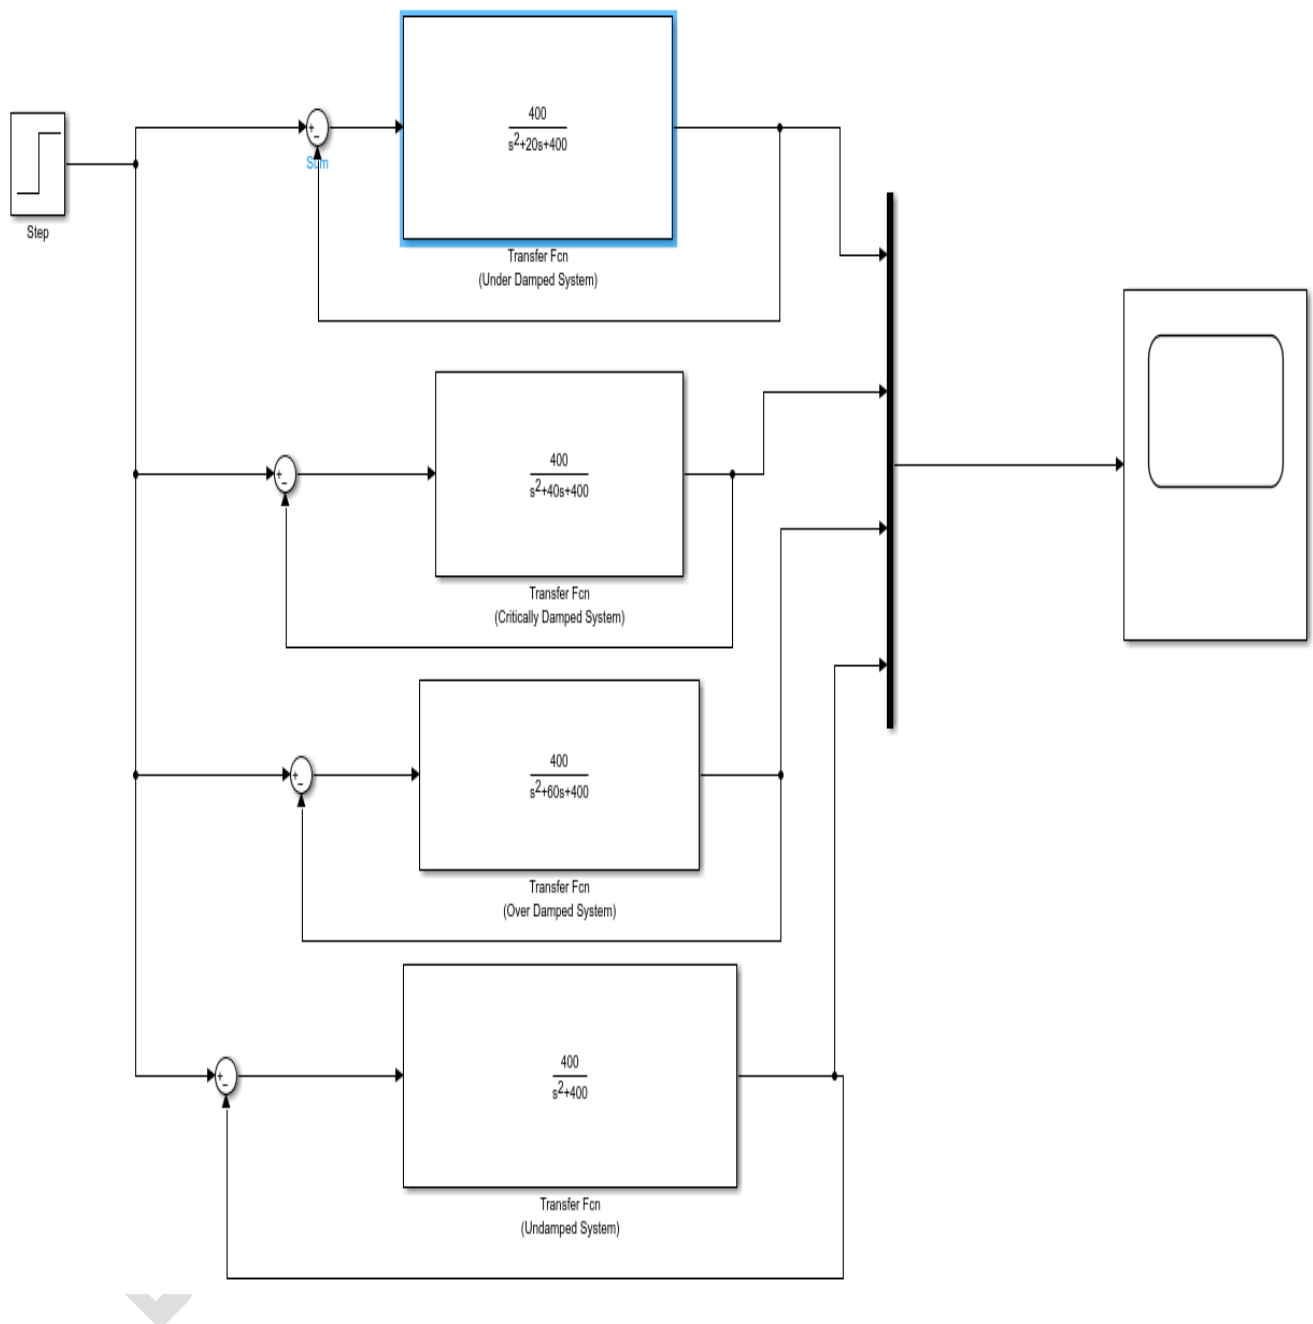 400
s2+20s+400
Sum
Step
Transfer Fcn
(Under Damped System)
400
s2+40s+400
Transfer Fcn
(Critically Damped System)
400
s2+60s+400
Transfer Fcn
(Over Damped System)
400
s2+400
Transfer Fcn
(Undamped System)